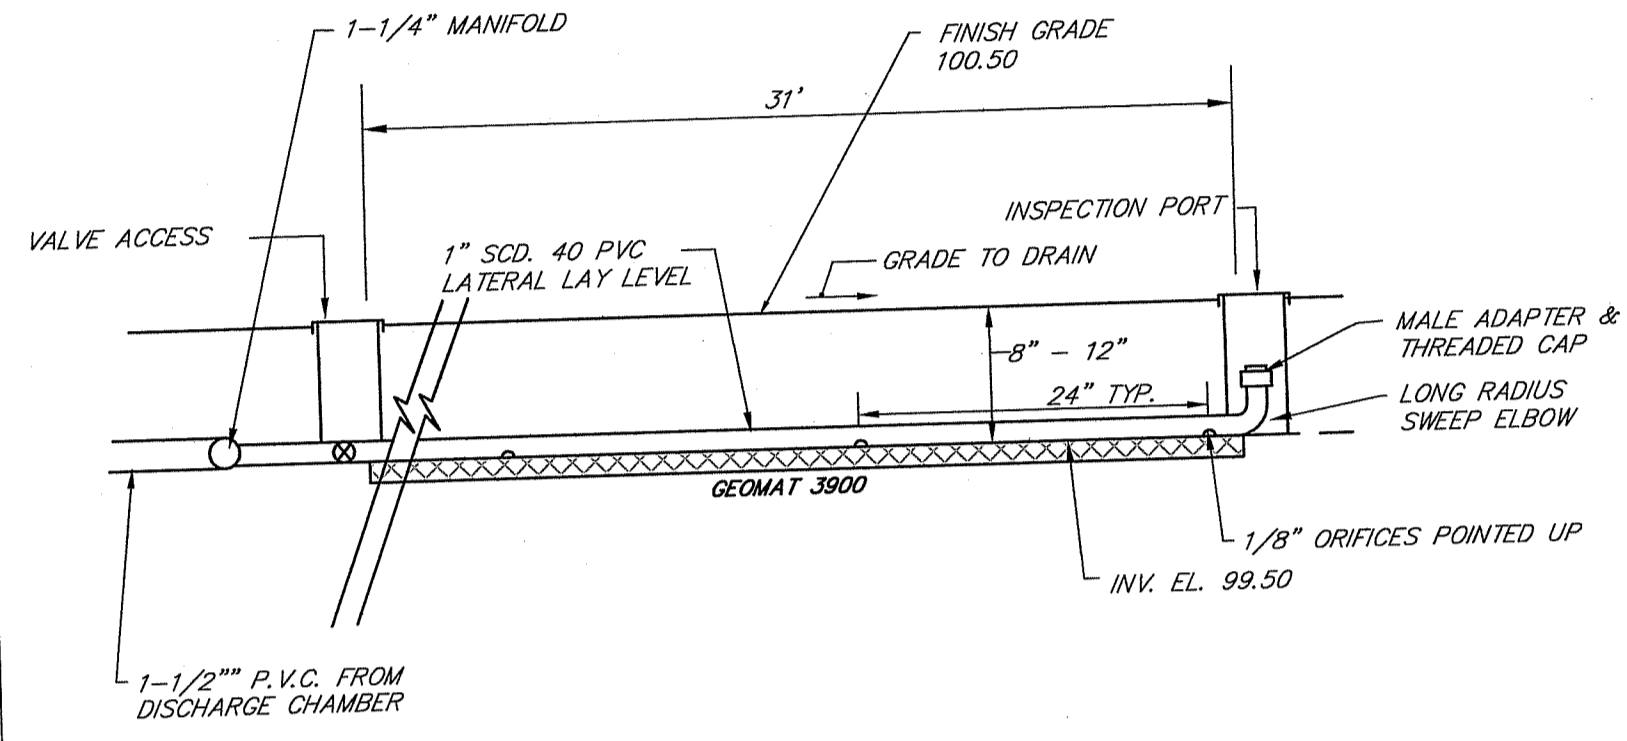 1-1/4" MANIFOLD
FINISH GRADE
100.50
31'
INSPECTION PORT
VALVE ACCESS
1" SCD. 40 PVC
LATERAL LAY LEVEL
GRADE TO DRAIN
MALE ADAPTER &
THREADED CAP
8" - 12"
24" TYP.
LONG RADIUS
SWEEP ELBOW
GEOMAT 3900
1/8" ORIFICES POINTED UP
INV. EL. 99.50
1-1/2"" P.V.C. FROM
DISCHARGE CHAMBER